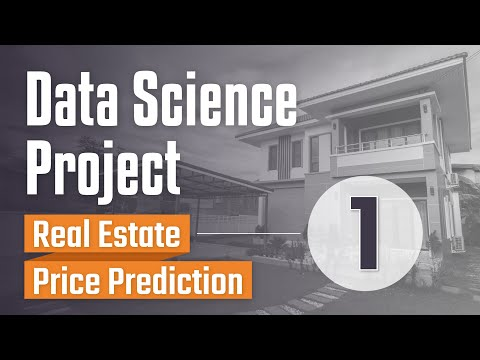 Data Science
Project
Real Estate
Price Prediction
1